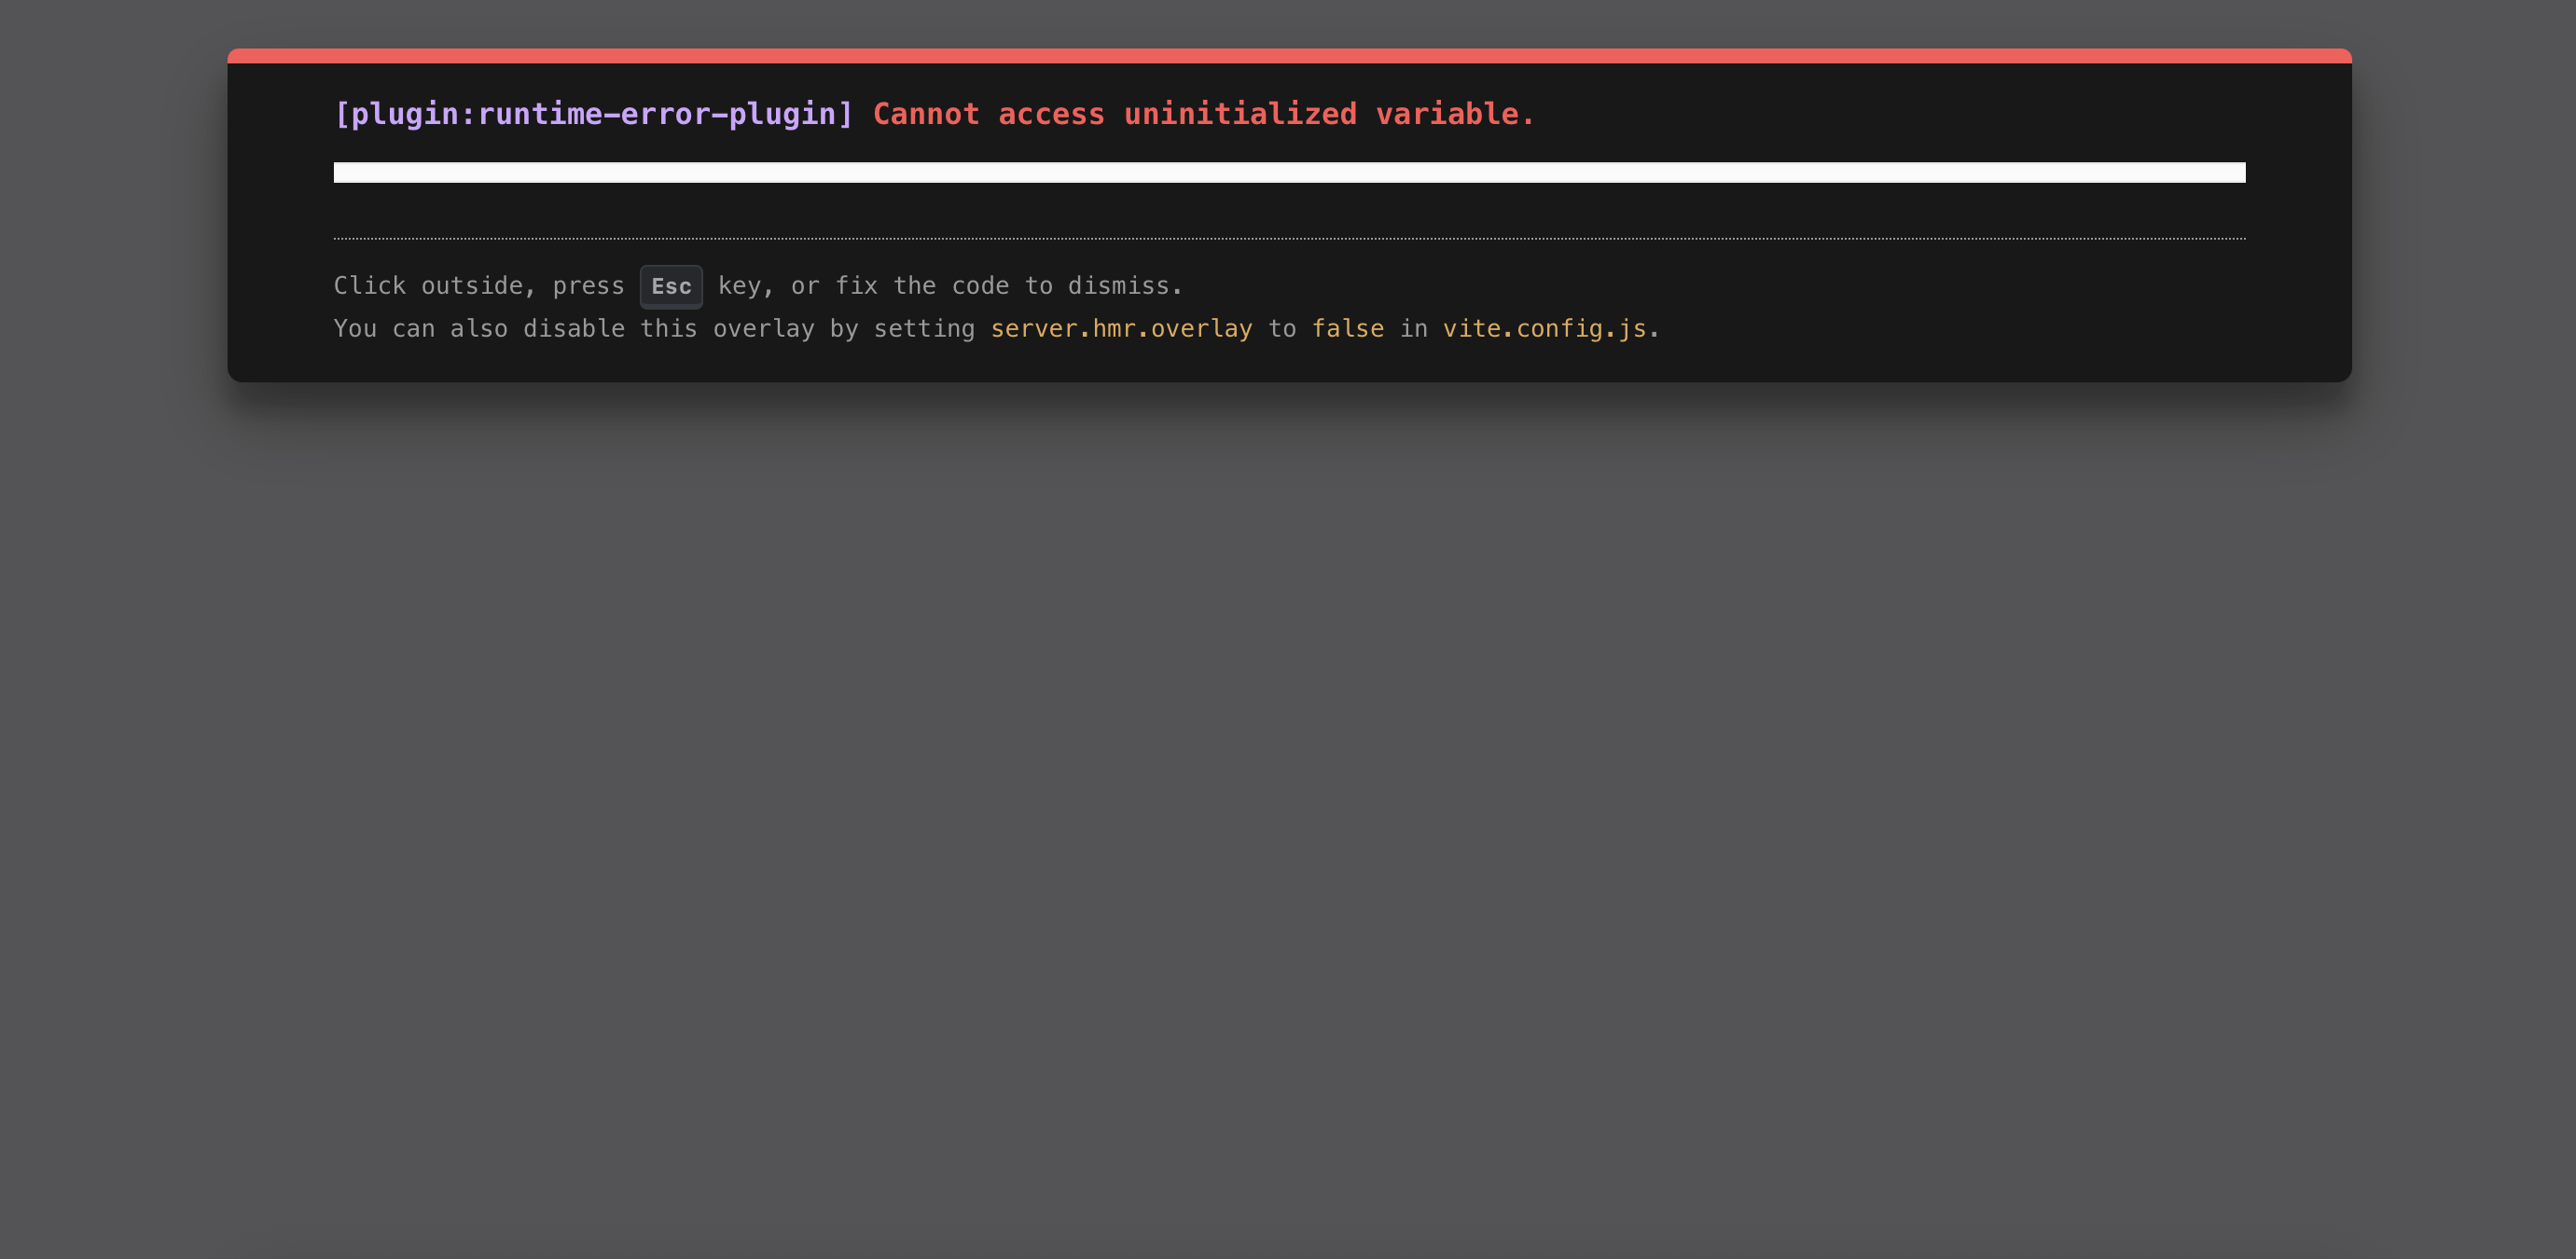 [plugin:runtime-error-plugin] Cannot access uninitialized variable.
Click outside, press Esc key, or fix the code to dismiss.
You can also disable this overlay by setting server.hmr.overlay to false in vite.config.js.